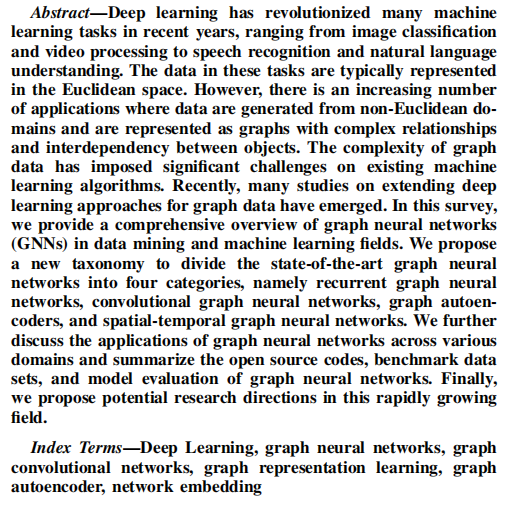 Abstract—Deep learning has revolutionized many machine
learning tasks in recent years, ranging from image classification
and video processing to speech recognition and natural language
understanding. The data in these tasks are typically represented
in the Euclidean space. However, there is an increasing number
of applications where data are generated from non-Euclidean do-
mains and are represented as graphs with complex relationships
and interdependency between objects. The complexity of graph
data has imposed significant challenges on existing machine
learning algorithms. Recently, many studies on extending deep
learning approaches for graph data have emerged. In this survey,
we provide a comprehensive overview of graph neural networks
(GNNs) in data mining and machine learning fields. We propose
a new taxonomy to divide the state-of-the-art graph neural
networks into four categories, namely recurrent graph neural
networks, convolutional graph neural networks, graph autoen-
coders, and spatial-temporal graph neural networks. We further
discuss the applications of graph neural networks across various
domains and summarize the open source codes, benchmark data
sets, and model evaluation of graph neural networks. Finally,
we propose potential research directions in this rapidly growing
field.
Index Terms—Deep Learning, graph neural networks, graph
convolutional networks, graph representation learning, graph
autoencoder, network embedding